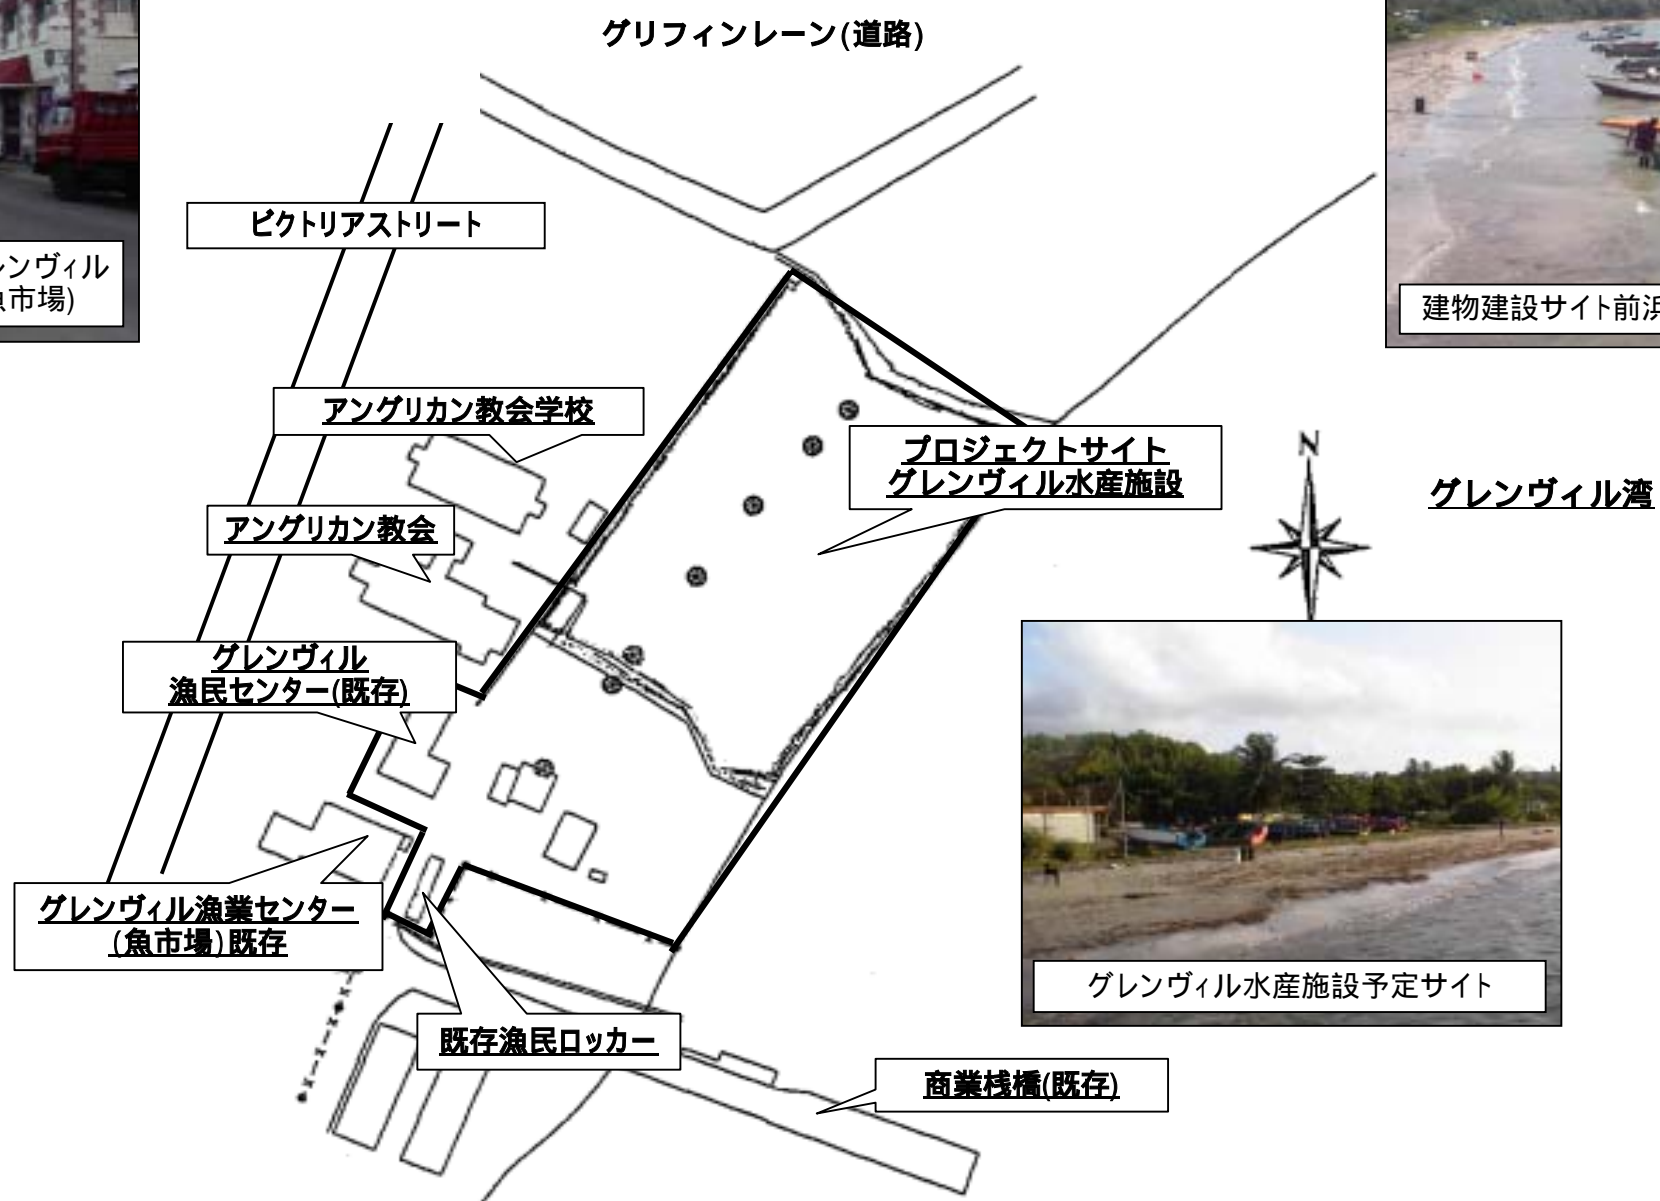 グリフィンレーン(道路)
ビクトリアストリート
レンヴィル
魚市場)
建物建設サイト前浜
アングリカン教会学校
プロジェクトサイト
グレンヴィル水産施設
N
グレンヴィル湾
アングリカン教会
グレンヴィル
漁民センター(既存)
グレンヴィル漁業センター
(魚市場)既存
グレンヴィル水産施設予定サイト
既存漁民ロッカー
商業桟橋(既存)